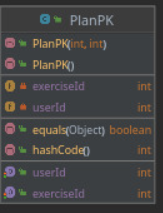 C PlanPK
m PlanPK(int, int)
m PlanPK()
f exerciseId int
f userId int
m equals(Object) boolean
m hashCode() int
p userId int
p exerciseId int